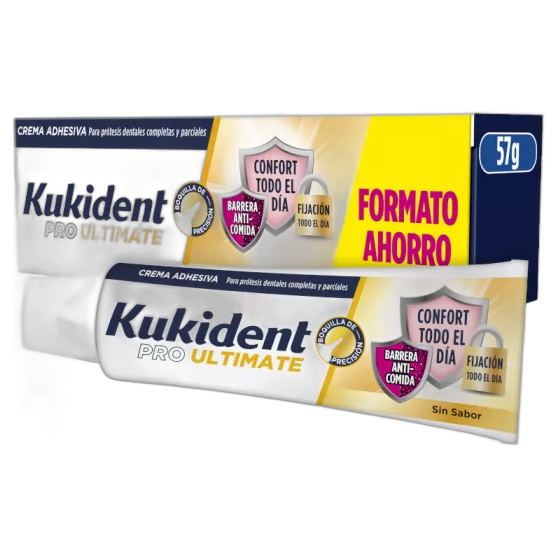 CREMA ADHESIVA Para prótesis dentales completas y parciales
Kukident
PRO ULTIMATE
BOQUILLA DE PRECISIÓN
CONFORT
TODO EL
DÍA
BARRERA
ANTI-
COMIDA
FIJACIÓN
TODO EL DÍA
FORMATO
AHORRO
57g
CREMA ADHESIVA Para prótesis dentales completas y parciales
Kukident
PRO ULTIMATE
BOQUILLA DE PRECISIÓN
CONFORT
TODO EL
DÍA
BARRERA
ANTI-
COMIDA
FIJACIÓN
TODO EL DÍA
Sin Sabor